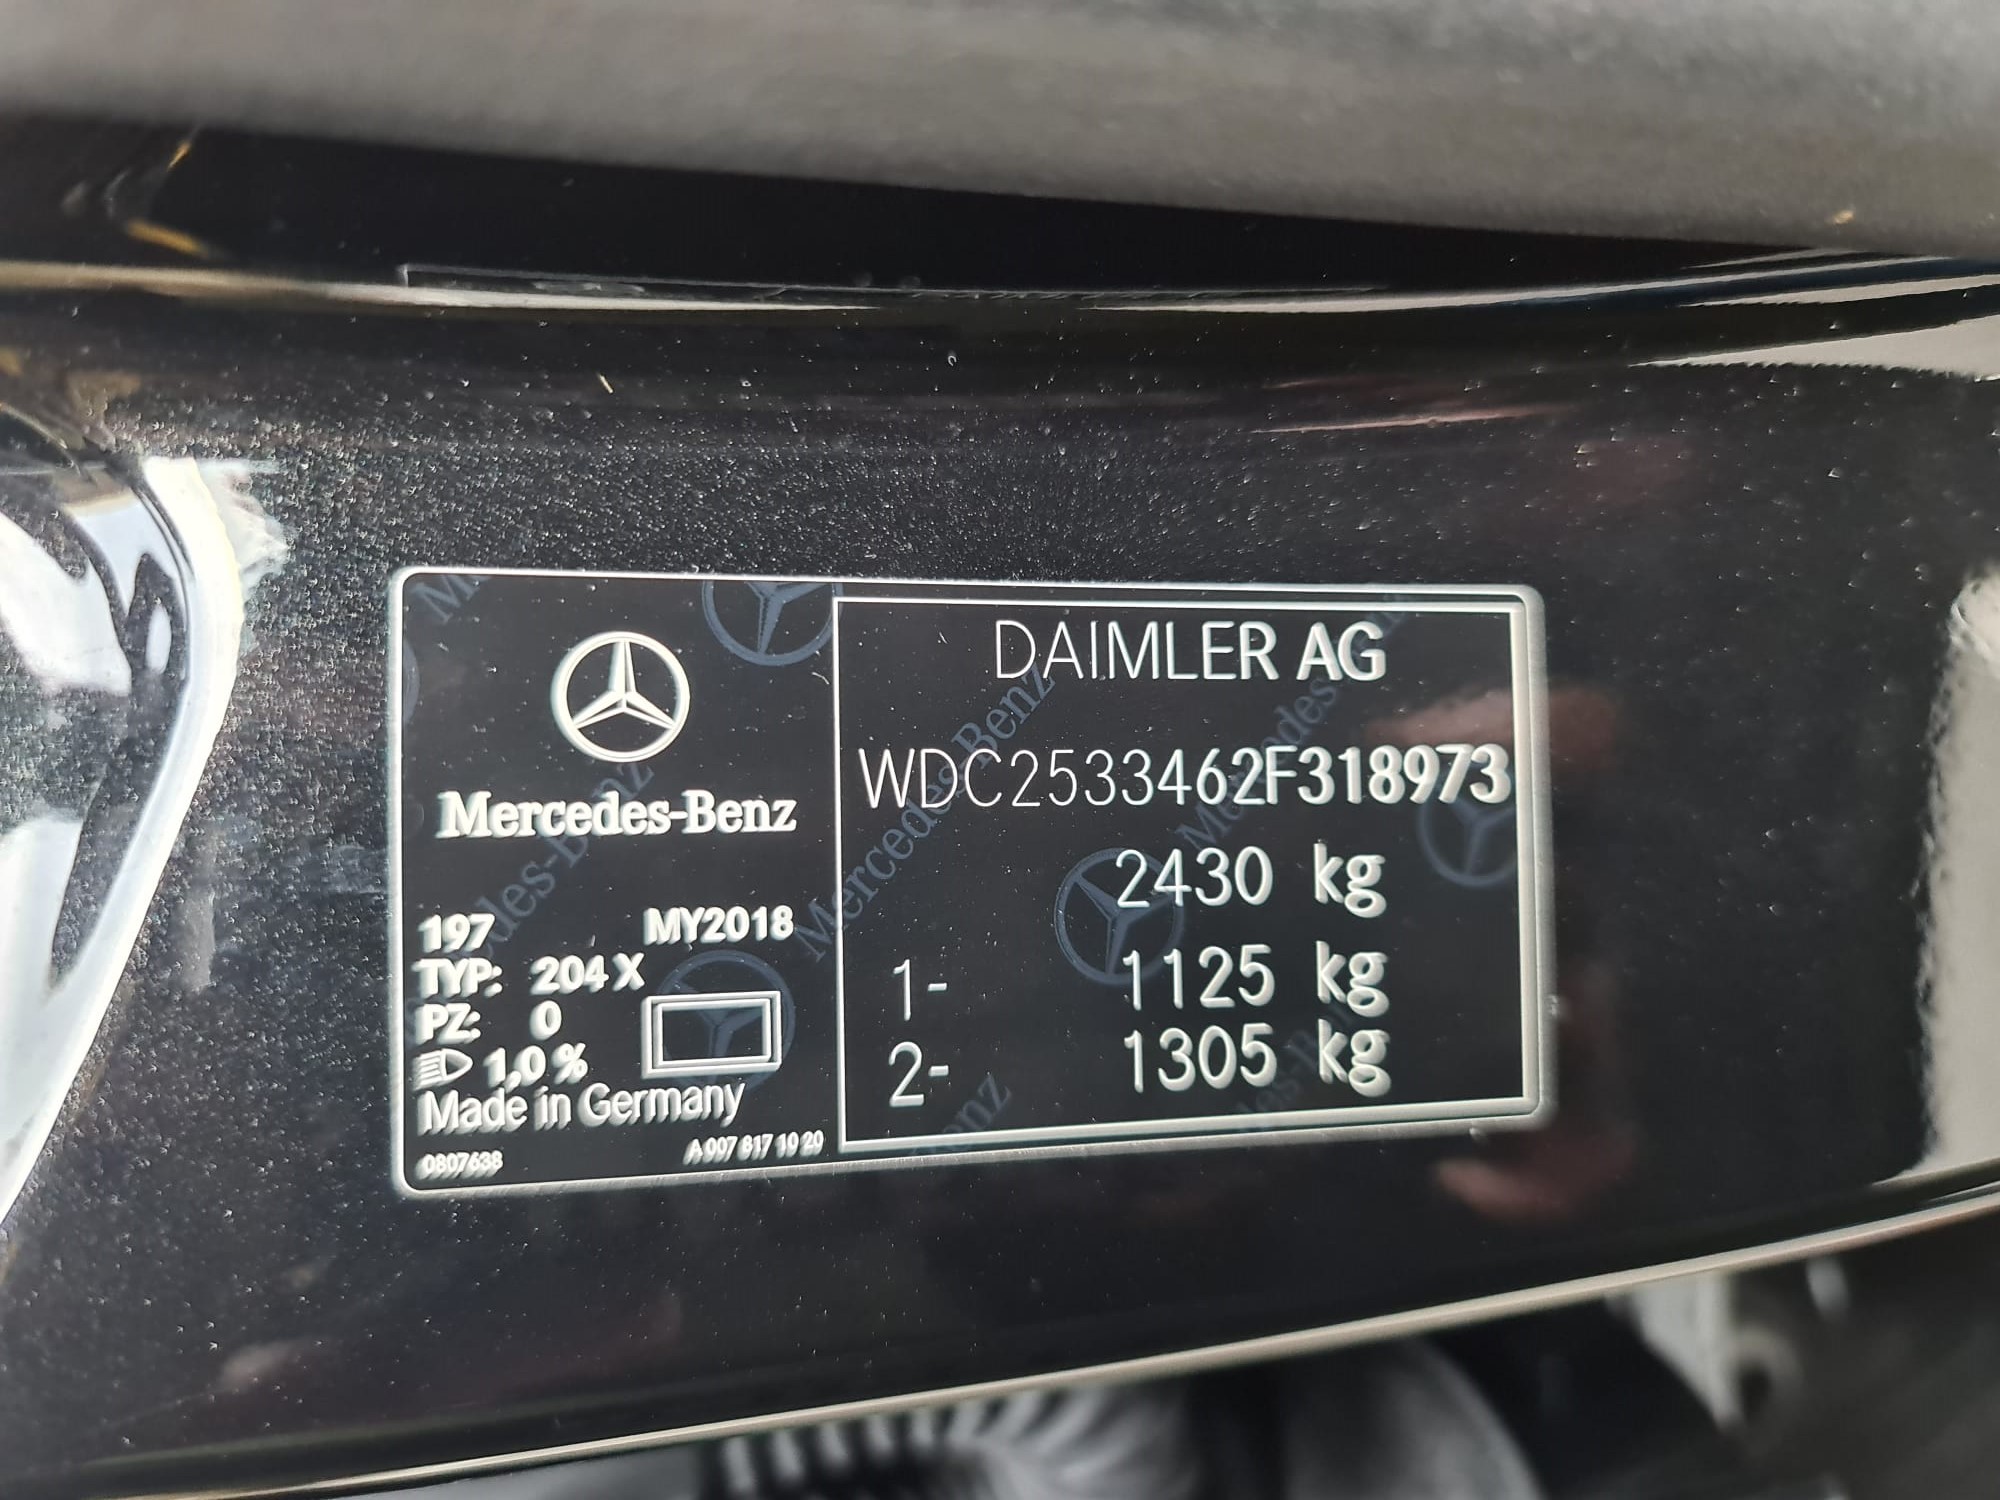 Mercedes-Benz
197 MY2018
TYP: 204 X
PZ: 0
1,0 %
Made in Germany
0807638 A 007 817 10 20
DAIMLER AG
WDC2533462F318973
2430 kg
1- 1125 kg
2- 1305 kg